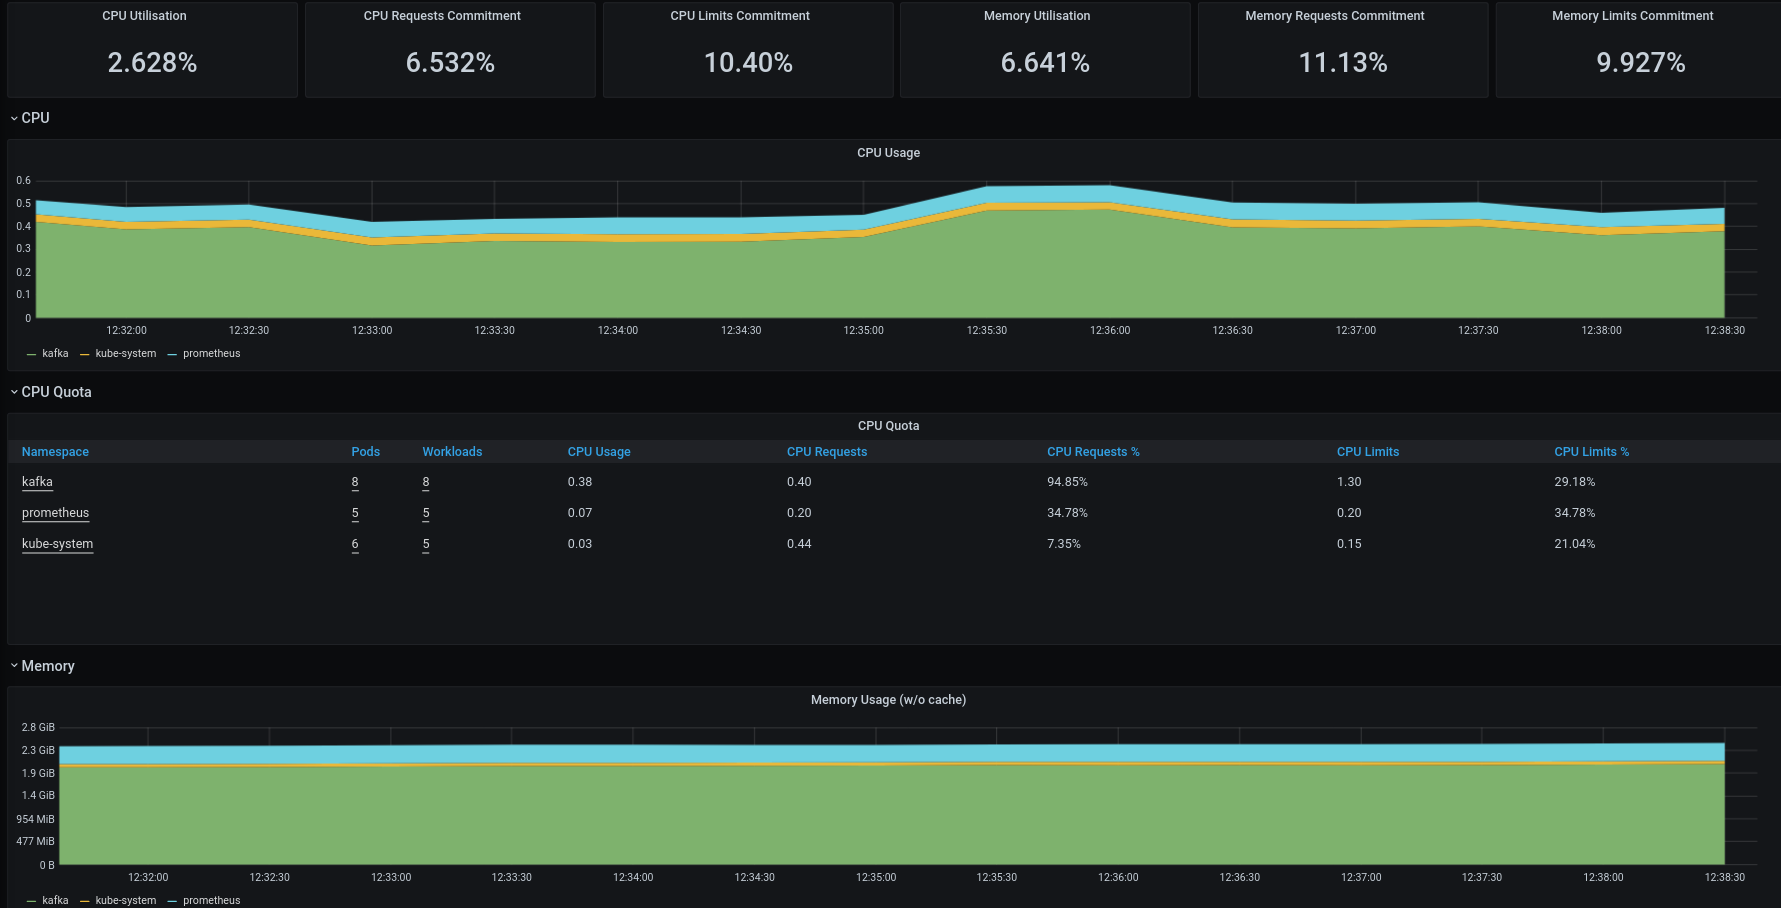 CPU Utilisation CPU Requests Commitment CPU Limits Commitment Memory Utilisation Memory Requests Commitment Memory Limits Commitment
2.628% 6.532% 10.40% 6.641% 11.13% 9.927%
CPU
CPU Usage
0.6
0.5
0.4
0.3
0.2
0.1
0
12:32:00 12:32:30 12:33:00 12:33:30 12:34:00 12:34:30 12:35:00 12:35:30 12:36:00 12:36:30 12:37:00 12:37:30 12:38:00 12:38:30
kafka kube-system prometheus
CPU Quota
CPU Quota
Namespace Pods Workloads CPU Usage CPU Requests CPU Requests % CPU Limits CPU Limits %
kafka 8 8 0.38 0.40 94.85% 1.30 29.18%
prometheus 5 5 0.07 0.20 34.78% 0.20 34.78%
kube-system 6 5 0.03 0.44 7.35% 0.15 21.04%
Memory
Memory Usage (w/o cache)
2.8 GiB
2.3 GiB
1.9 GiB
1.4 GiB
954 MiB
477 MiB
0 B
12:32:00 12:32:30 12:33:00 12:33:30 12:34:00 12:34:30 12:35:00 12:35:30 12:36:00 12:36:30 12:37:00 12:37:30 12:38:00 12:38:30
kafka kube-system prometheus